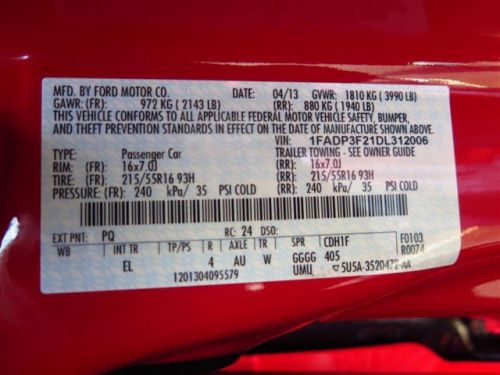 MFD. BY FORD MOTOR CO. DATE: 04/13 GVWR: 1810 KG ( 3990 LB)
GAWR: (FR): 972 KG ( 2143 LB) (RR): 880 KG ( 1940 LB)
THIS VEHICLE CONFORMS TO ALL APPLICABLE FEDERAL MOTOR VEHICLE SAFETY, BUMPER,
AND THEFT PREVENTION STANDARDS IN EFFECT ON THE DATE OF MANUFACTURE SHOWN ABOVE.
VIN: 1FADP3F21DL312006
TYPE: Passenger Car TRAILER TOWING - SEE OWNER GUIDE
RIM: (FR): 16x7.0J (RR): 16x7.0J
TIRE: (FR): 215/55R16 93H (RR): 215/55R16 93H
PRESSURE: (FR): 240 kPa/ 35 PSI COLD (RR): 240 kPa/ 35 PSI COLD
EXT PNT: PQ RC: 24 DSO: F0103
WB INT TR TP/PS R AXLE TR SPR CDH1F R0074
EL 4 AU W GGGG 405
1201304095579 UMU ▽5U5A-3520472-AA